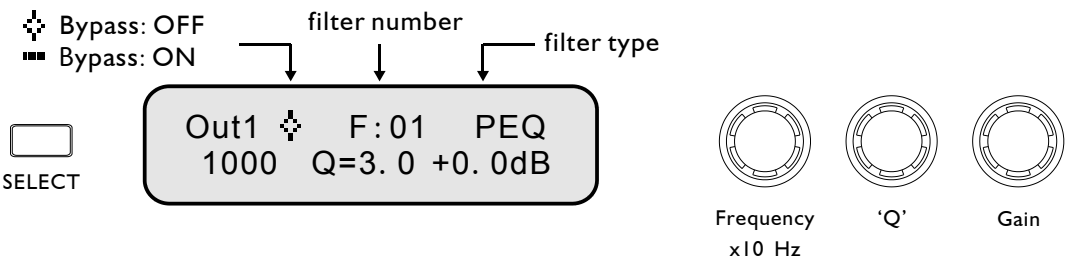 Bypass: OFF
Bypass: ON
filter number
filter type
Out1 F:01 PEQ
1000 Q=3.0 +0.0dB
SELECT
Frequency
x10 Hz
‘Q’
Gain